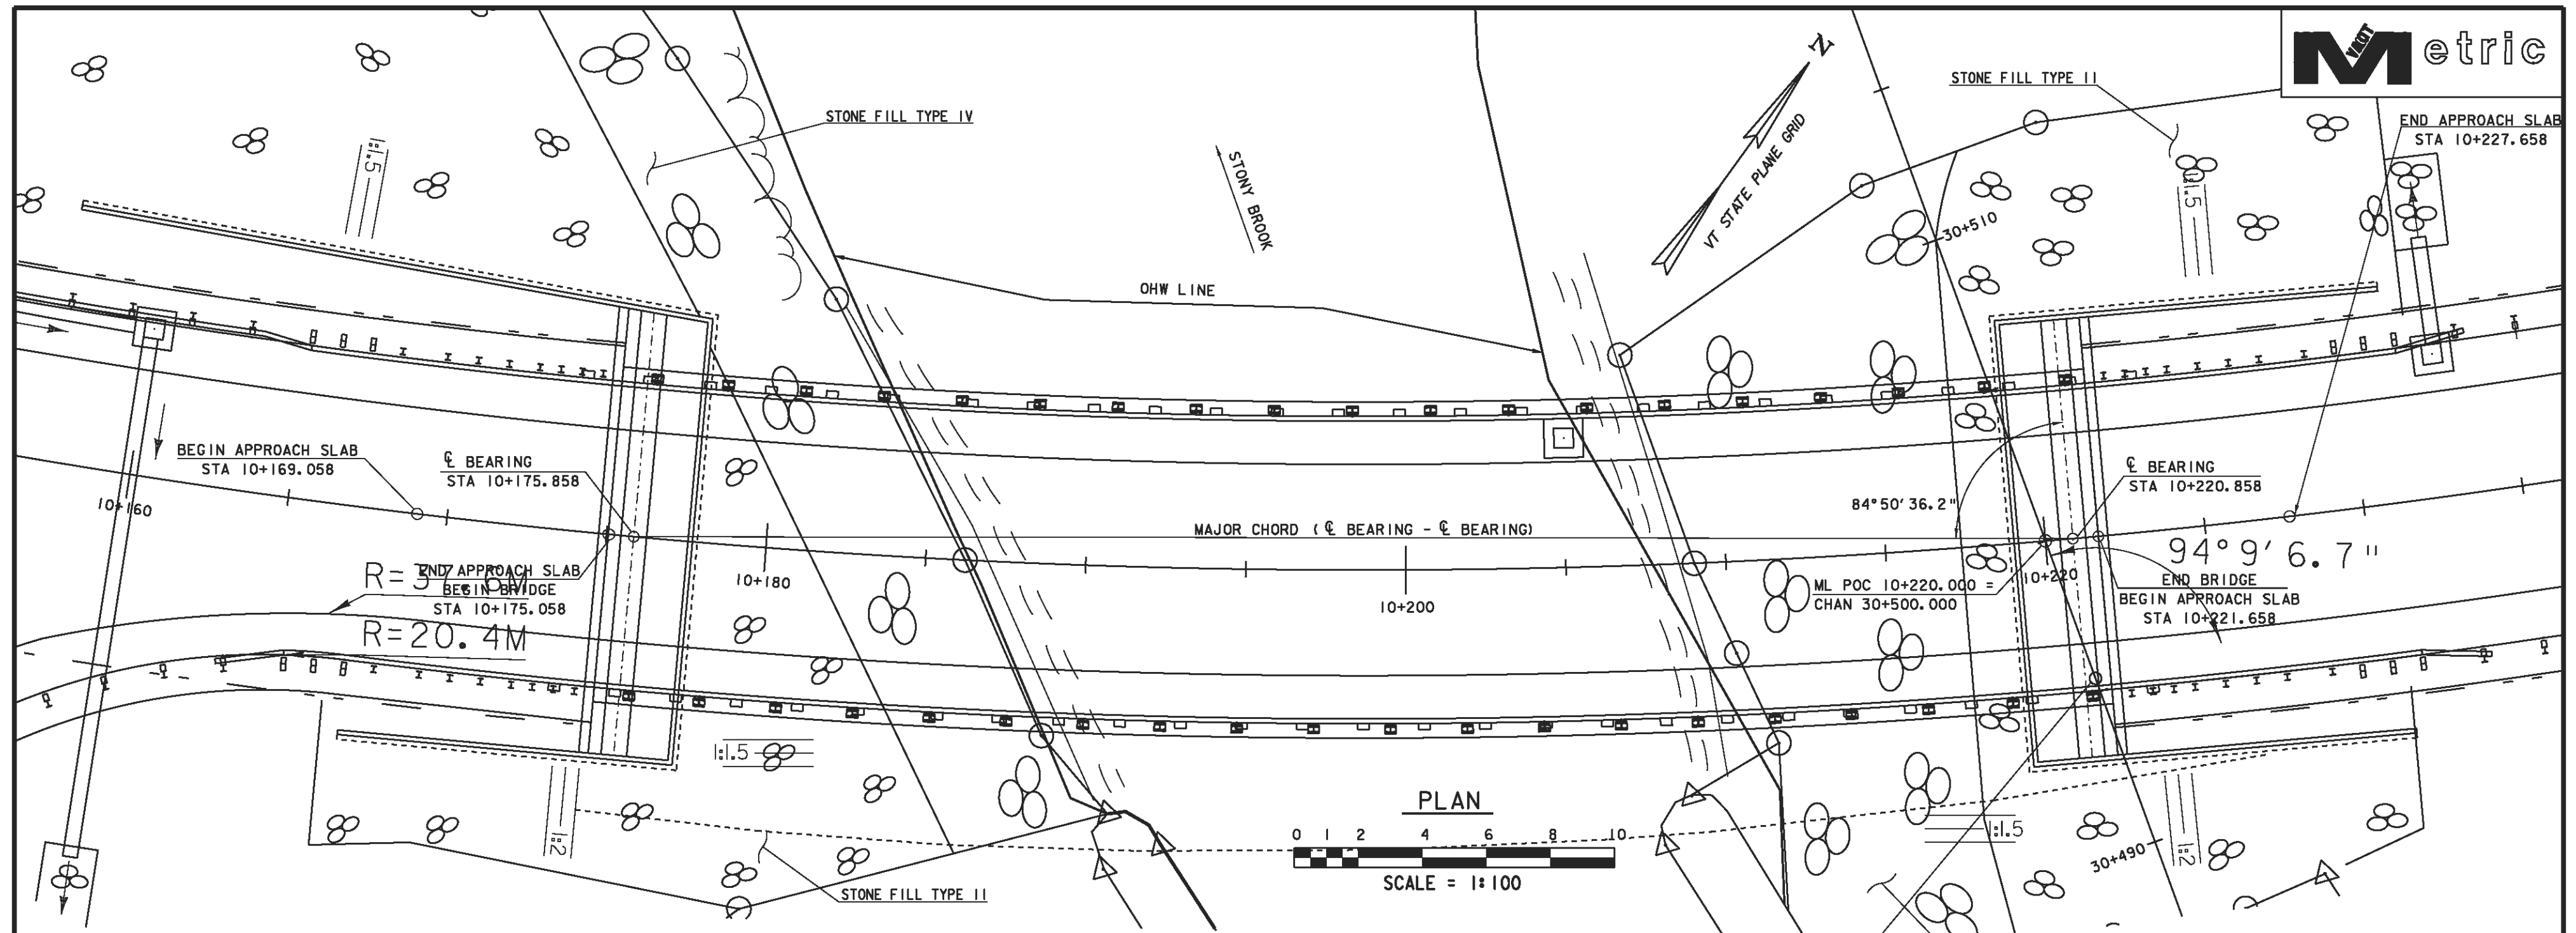 VAOT
Metric
STONE FILL TYPE II
END APPROACH SLAB
STA 10+227.658
STONE FILL TYPE IV
N
VT STATE PLANE GRID
STONY BROOK
1:1.5
1:1.5
30+510
OHW LINE
BEGIN APPROACH SLAB
STA 10+169.058
℄ BEARING
STA 10+175.858
℄ BEARING
STA 10+220.858
10+160
84°50'36.2"
MAJOR CHORD (℄ BEARING - ℄ BEARING)
94°9'6.7"
R=37.6M
END APPROACH SLAB
BEGIN BRIDGE
STA 10+175.058
R=20.4M
10+180
10+200
10+220
ML POC 10+220.000 =
CHAN 30+500.000
END BRIDGE
BEGIN APPROACH SLAB
STA 10+221.658
1:1.5
1:2
PLAN
0 1 2 4 6 8 10
SCALE = 1:100
1:1.5
1:2
30+490
STONE FILL TYPE II